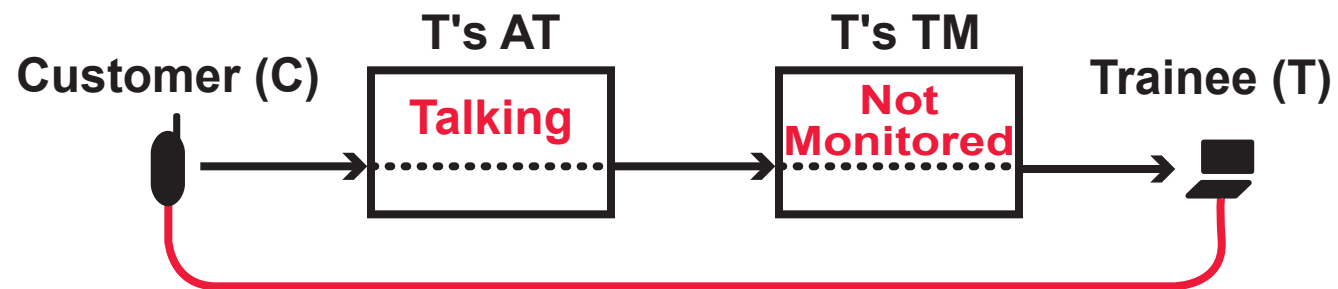 T's AT
T's TM
Customer (C)
Trainee (T)
Talking
Not
Monitored